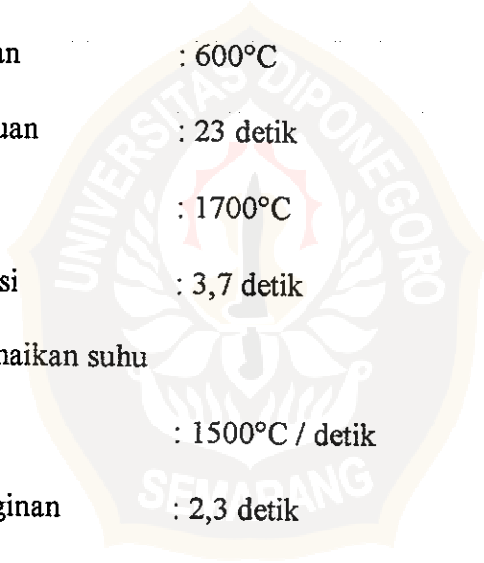 an : 600°C
uan : 23 detik
: 1700°C
si : 3,7 detik
naikan suhu
: 1500°C / detik
ginan : 2,3 detik
UNIVERSITAS DIPONEGORO
SEMARANG